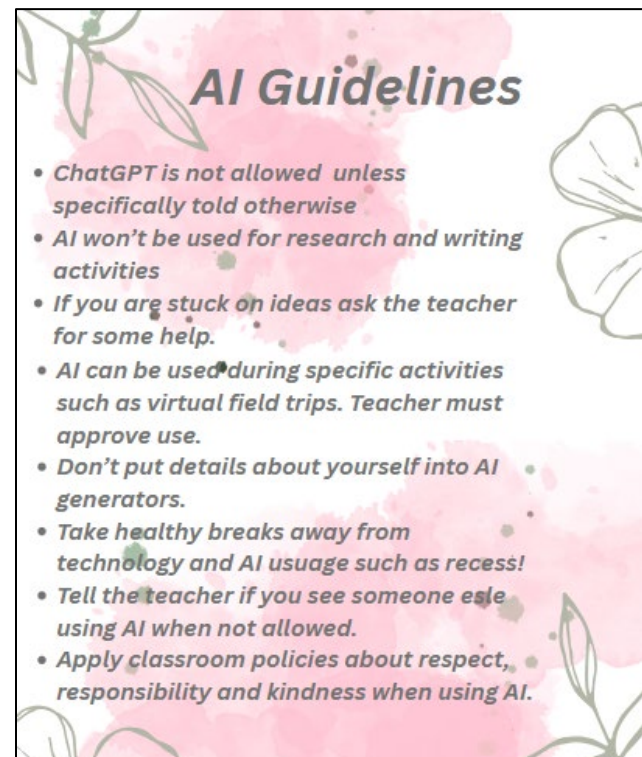 AI Guidelines
• ChatGPT is not allowed unless
specifically told otherwise
• AI won't be used for research and writing
activities
• If you are stuck on ideas ask the teacher
for some help.
• AI can be used during specific activities
such as virtual field trips. Teacher must
approve use.
• Don't put details about yourself into AI
generators.
• Take healthy breaks away from
technology and AI usuage such as recess!
• Tell the teacher if you see someone esle
using AI when not allowed.
• Apply classroom policies about respect,
responsibility and kindness when using AI.